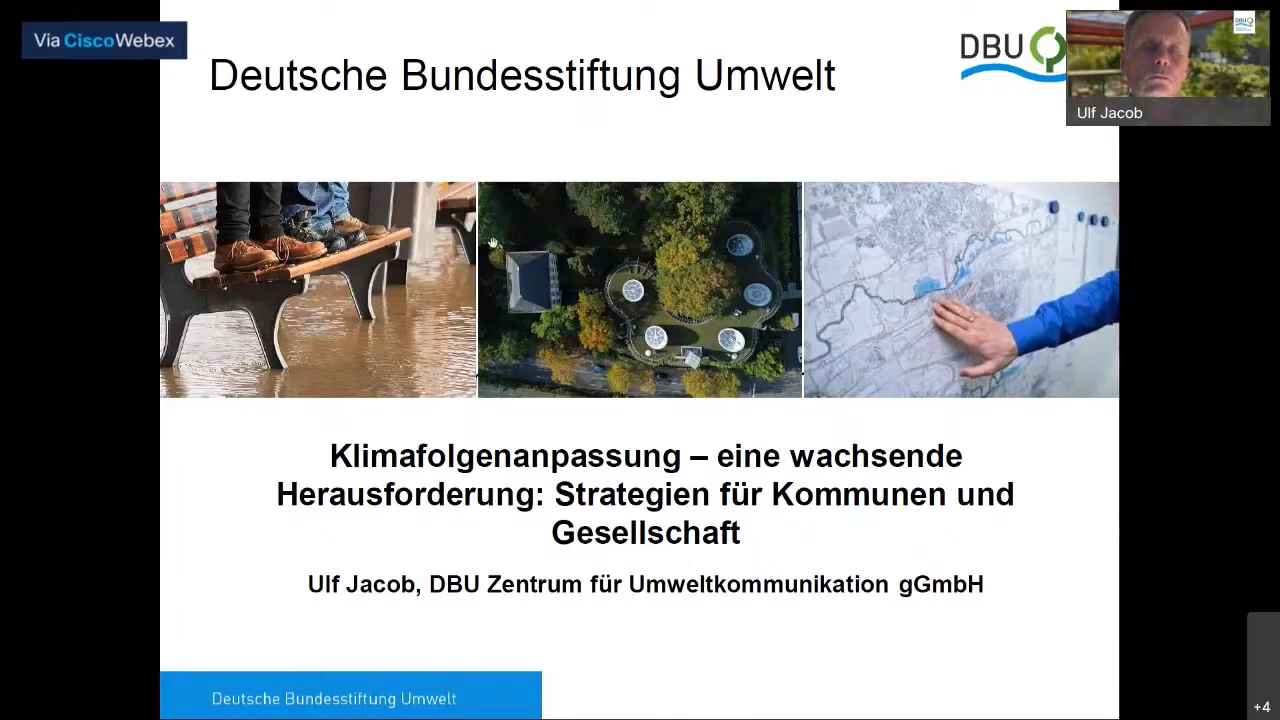 Via CiscoWebex
Deutsche Bundesstiftung Umwelt
DBU
DBU
Ulf Jacob
Klimafolgenanpassung – eine wachsende
Herausforderung: Strategien für Kommunen und
Gesellschaft
Ulf Jacob, DBU Zentrum für Umweltkommunikation gGmbH
Deutsche Bundesstiftung Umwelt
+4